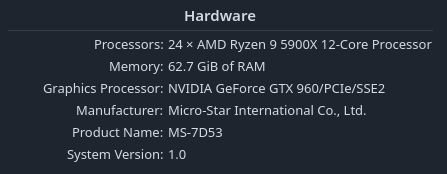 Hardware
Processors: 24 × AMD Ryzen 9 5900X 12-Core Processor
Memory: 62.7 GiB of RAM
Graphics Processor: NVIDIA GeForce GTX 960/PCIe/SSE2
Manufacturer: Micro-Star International Co., Ltd.
Product Name: MS-7D53
System Version: 1.0